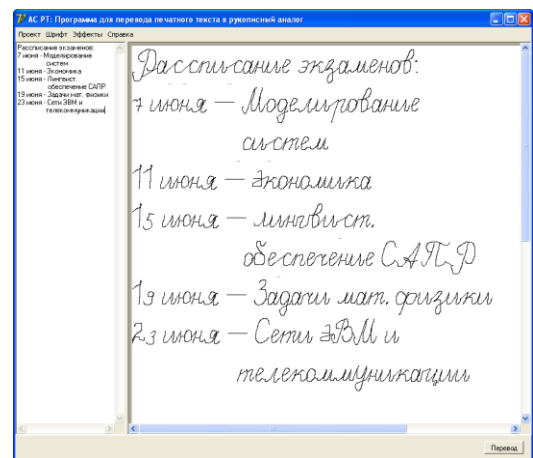 АС РТ: Программа для перевода печатного текста в рукописный аналог
Проект Шрифт Эффекты Справка
Рассписание экзаменов:
7 июня - Моделирование
систем
11 июня - Экономика
15 июня - Лингвист.
обеспечение САПР
19 июня - Задачи мат. физики
23 июня - Сети ЭВМ и
телекоммуникации
Рассписание экзаменов:
7 июня — Моделирование
систем
11 июня — Экономика
15 июня — лингвист.
обеспечение САПР
19 июня — Задачи мат. физики
23 июня — Сети ЭВМ и
телекоммуникации
Перевод